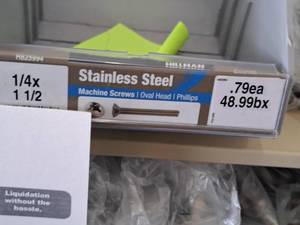 HILLMAN
1/4x
1 1/2
Stainless Steel
Machine Screws | Oval Head | Phillips
.79ea
48.99bx
Liquidation
without the
hassle.